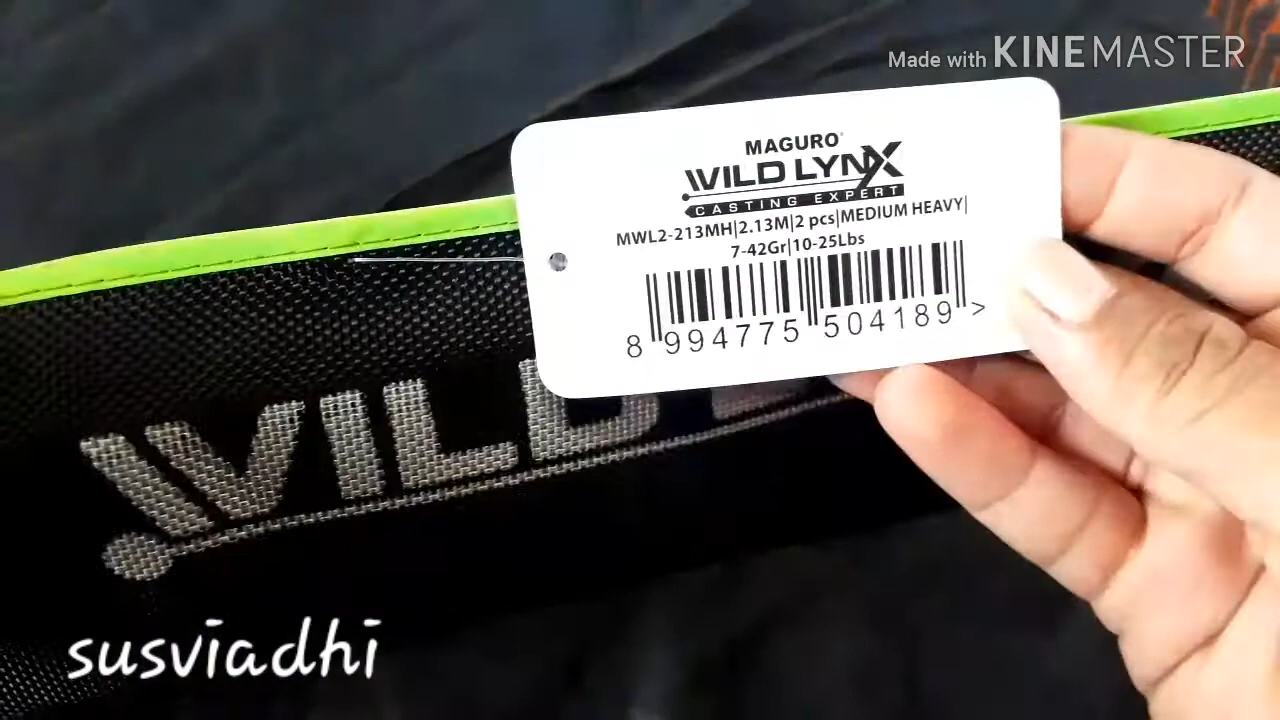 Made with KINEMASTER
MAGURO
WILD LYNX
CASTING EXPERT
MWL2-213MH|2.13M|2 pcs|MEDIUM HEAVY|
7-42Gr|10-25Lbs
8 994775 504189 >
WILD L
susviadhi